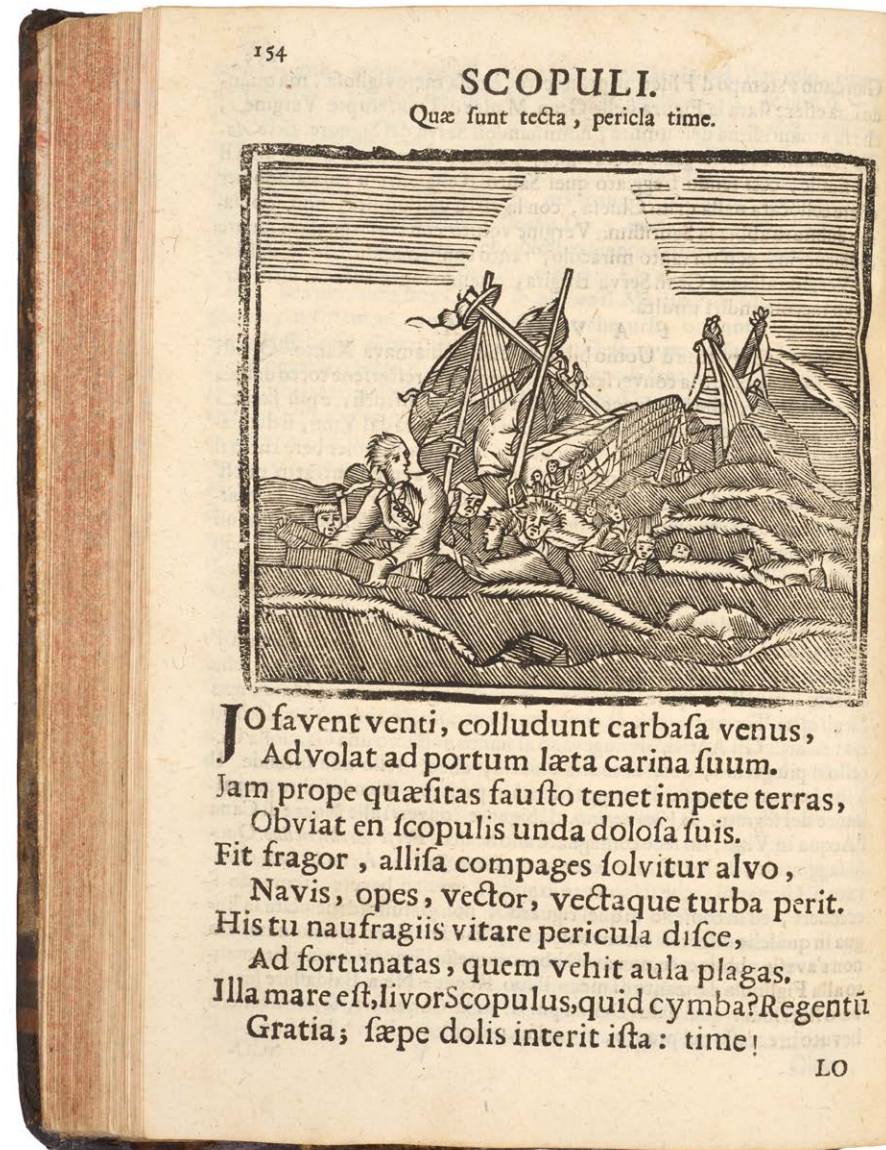 154
SCOPULI.
Quæ ſunt tecta , pericla time.
JO favent venti, colludunt carbaſa venus,
Advolat ad portum læta carina ſuum.
Jam prope quæſitas fauſto tenet impete terras,
Obviat en ſcopulis unda doloſa ſuis.
Fit fragor , alliſa compages ſolvitur alvo,
Navis, opes, vector, vectaque turba perit.
His tu naufragiis vitare pericula diſce,
Ad fortunatas, quem vehit aula plagas.
Illa mare eſt,livorScopulus,quid cymba?Regentū
Gratia; ſæpe dolis interit iſta: time!
LO